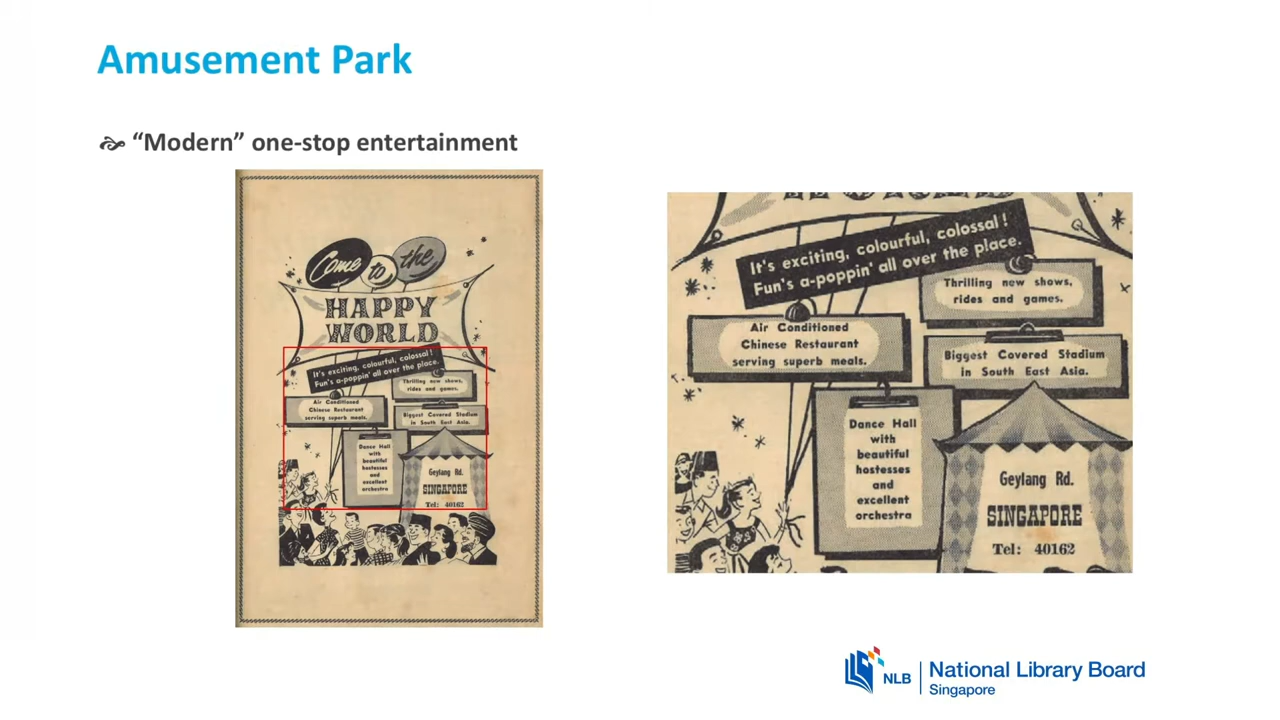 Amusement Park
“Modern” one-stop entertainment
Come to the
HAPPY
WORLD
It's exciting, colourful, colossal!
Fun's a-poppin' all over the place.
Thrilling new shows,
rides and games.
Air Conditioned
Chinese Restaurant
serving superb meals.
Biggest Covered Stadium
in South East Asia.
Dance Hall
with
beautiful
hostesses
and
excellent
orchestra
Geylang Rd.
SINGAPORE
Tel: 40162
It's exciting, colourful, colossal!
Fun's a-poppin' all over the place.
Thrilling new shows,
rides and games.
Air Conditioned
Chinese Restaurant
serving superb meals.
Biggest Covered Stadium
in South East Asia.
Dance Hall
with
beautiful
hostesses
and
excellent
orchestra
Geylang Rd.
SINGAPORE
Tel: 40162
NLB
National Library Board
Singapore